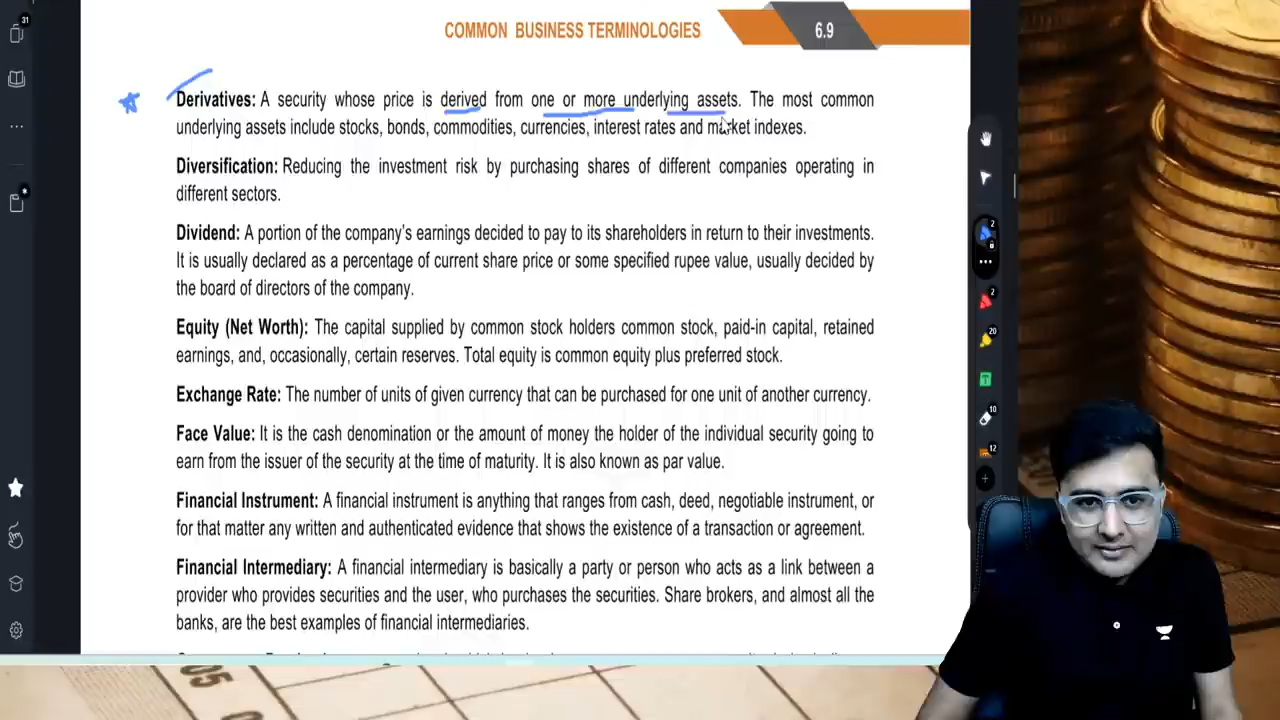 COMMON BUSINESS TERMINOLOGIES 6.9
Derivatives: A security whose price is derived from one or more underlying assets. The most common
underlying assets include stocks, bonds, commodities, currencies, interest rates and market indexes.
Diversification: Reducing the investment risk by purchasing shares of different companies operating in
different sectors.
Dividend: A portion of the company's earnings decided to pay to its shareholders in return to their investments.
It is usually declared as a percentage of current share price or some specified rupee value, usually decided by
the board of directors of the company.
Equity (Net Worth): The capital supplied by common stock holders common stock, paid-in capital, retained
earnings, and, occasionally, certain reserves. Total equity is common equity plus preferred stock.
Exchange Rate: The number of units of given currency that can be purchased for one unit of another currency.
Face Value: It is the cash denomination or the amount of money the holder of the individual security going to
earn from the issuer of the security at the time of maturity. It is also known as par value.
Financial Instrument: A financial instrument is anything that ranges from cash, deed, negotiable instrument, or
for that matter any written and authenticated evidence that shows the existence of a transaction or agreement.
Financial Intermediary: A financial intermediary is basically a party or person who acts as a link between a
provider who provides securities and the user, who purchases the securities. Share brokers, and almost all the
banks, are the best examples of financial intermediaries.
31
2
2
20
T
10
12
05